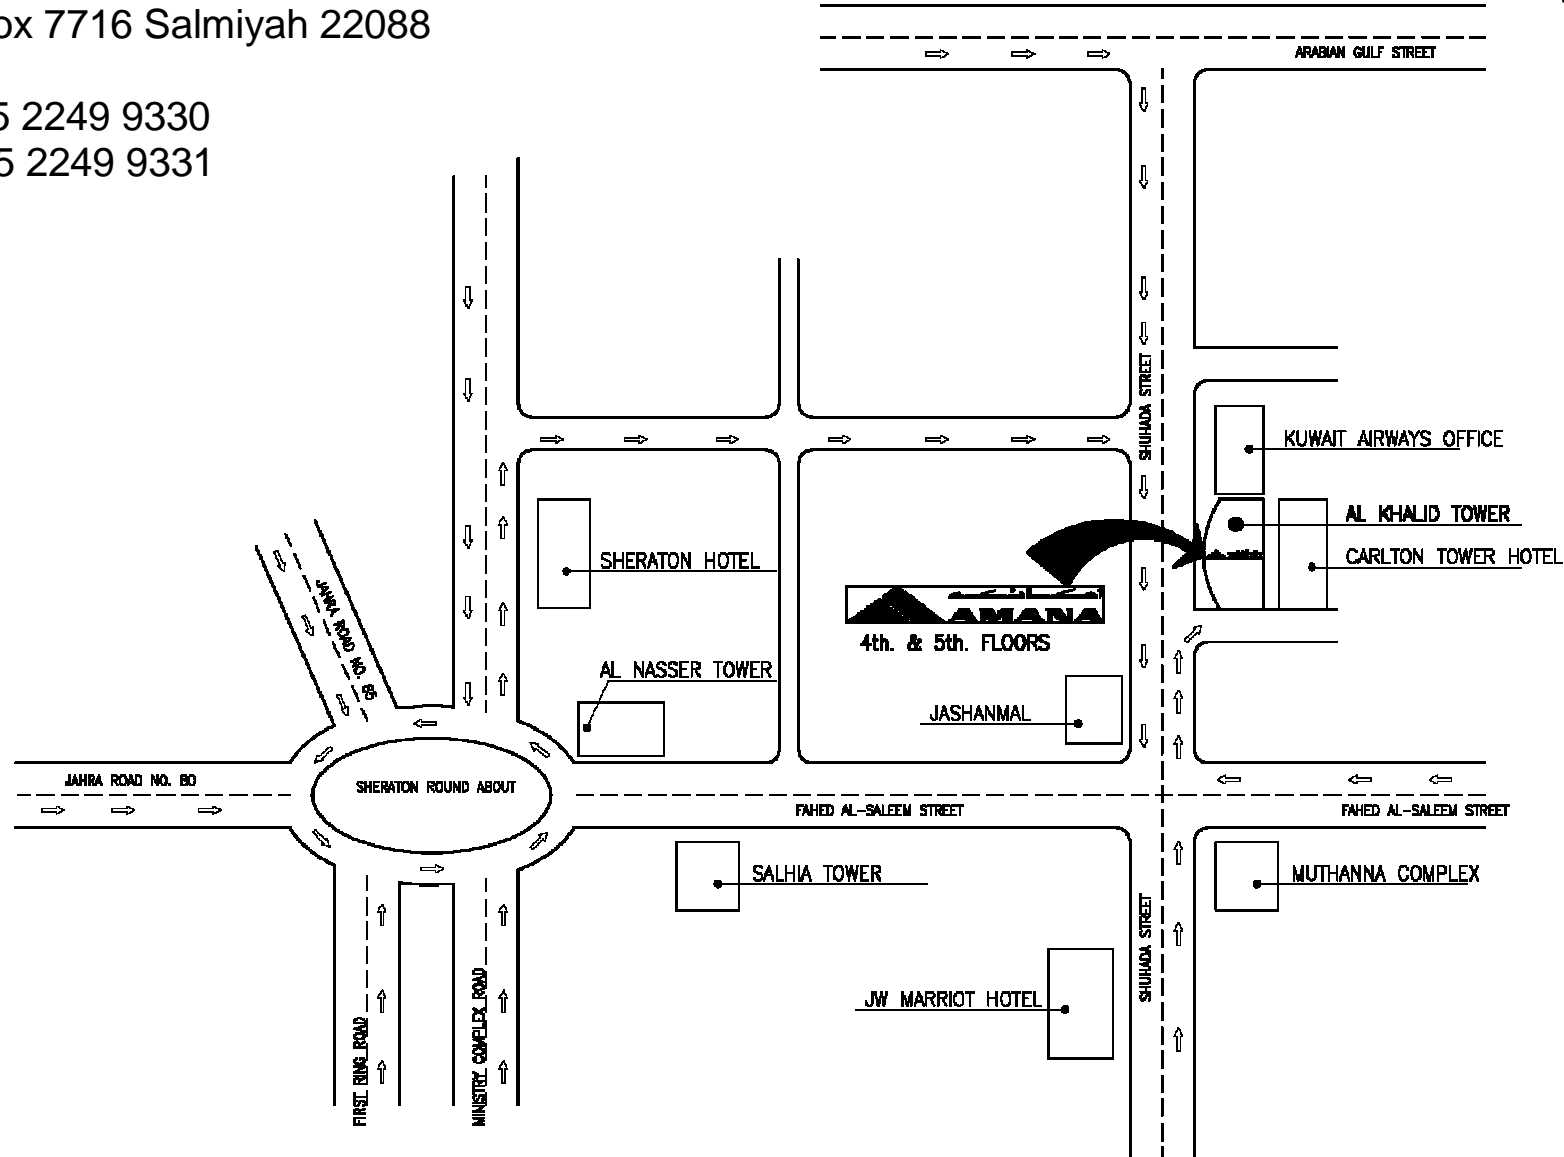 ox 7716 Salmiyah 22088
5 2249 9330
5 2249 9331
ARABIAN GULF STREET
SHUHADA STREET
KUWAIT AIRWAYS OFFICE
AL KHALID TOWER
CARLTON TOWER HOTEL
SHERATON HOTEL
AMANA
4th. & 5th. FLOORS
JAHRA ROAD NO. 85
AL NASSER TOWER
JASHANMAL
JAHRA ROAD NO. 80
SHERATON ROUND ABOUT
FAHED AL-SALEEM STREET
FAHED AL-SALEEM STREET
SALHIA TOWER
MUTHANNA COMPLEX
SHUHADA STREET
JW MARRIOT HOTEL
FIRST RING ROAD
MINISTRY COMPLEX ROAD